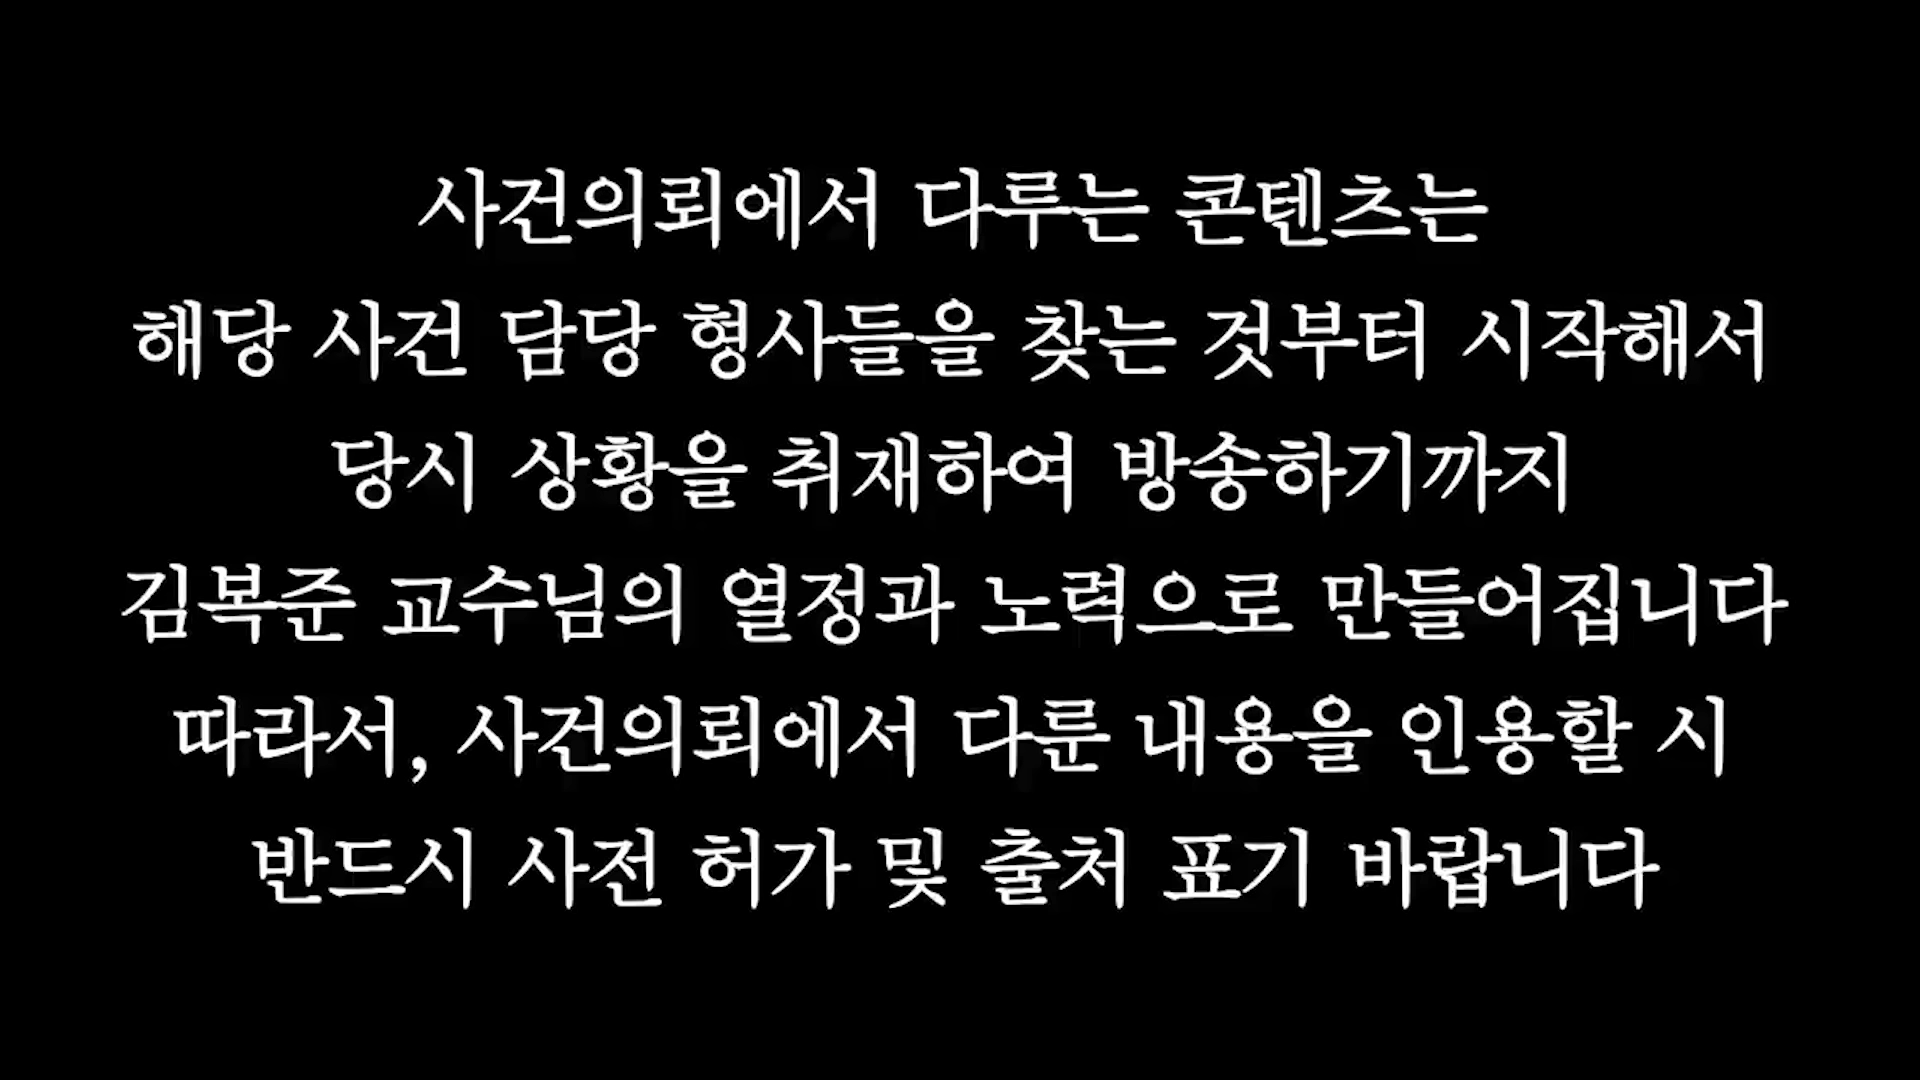 사건의뢰에서 다루는 콘텐츠는
해당 사건 담당 형사들을 찾는 것부터 시작해서
당시 상황을 취재하여 방송하기까지
김복준 교수님의 열정과 노력으로 만들어집니다
따라서, 사건의뢰에서 다룬 내용을 인용할 시
반드시 사전 허가 및 출처 표기 바랍니다